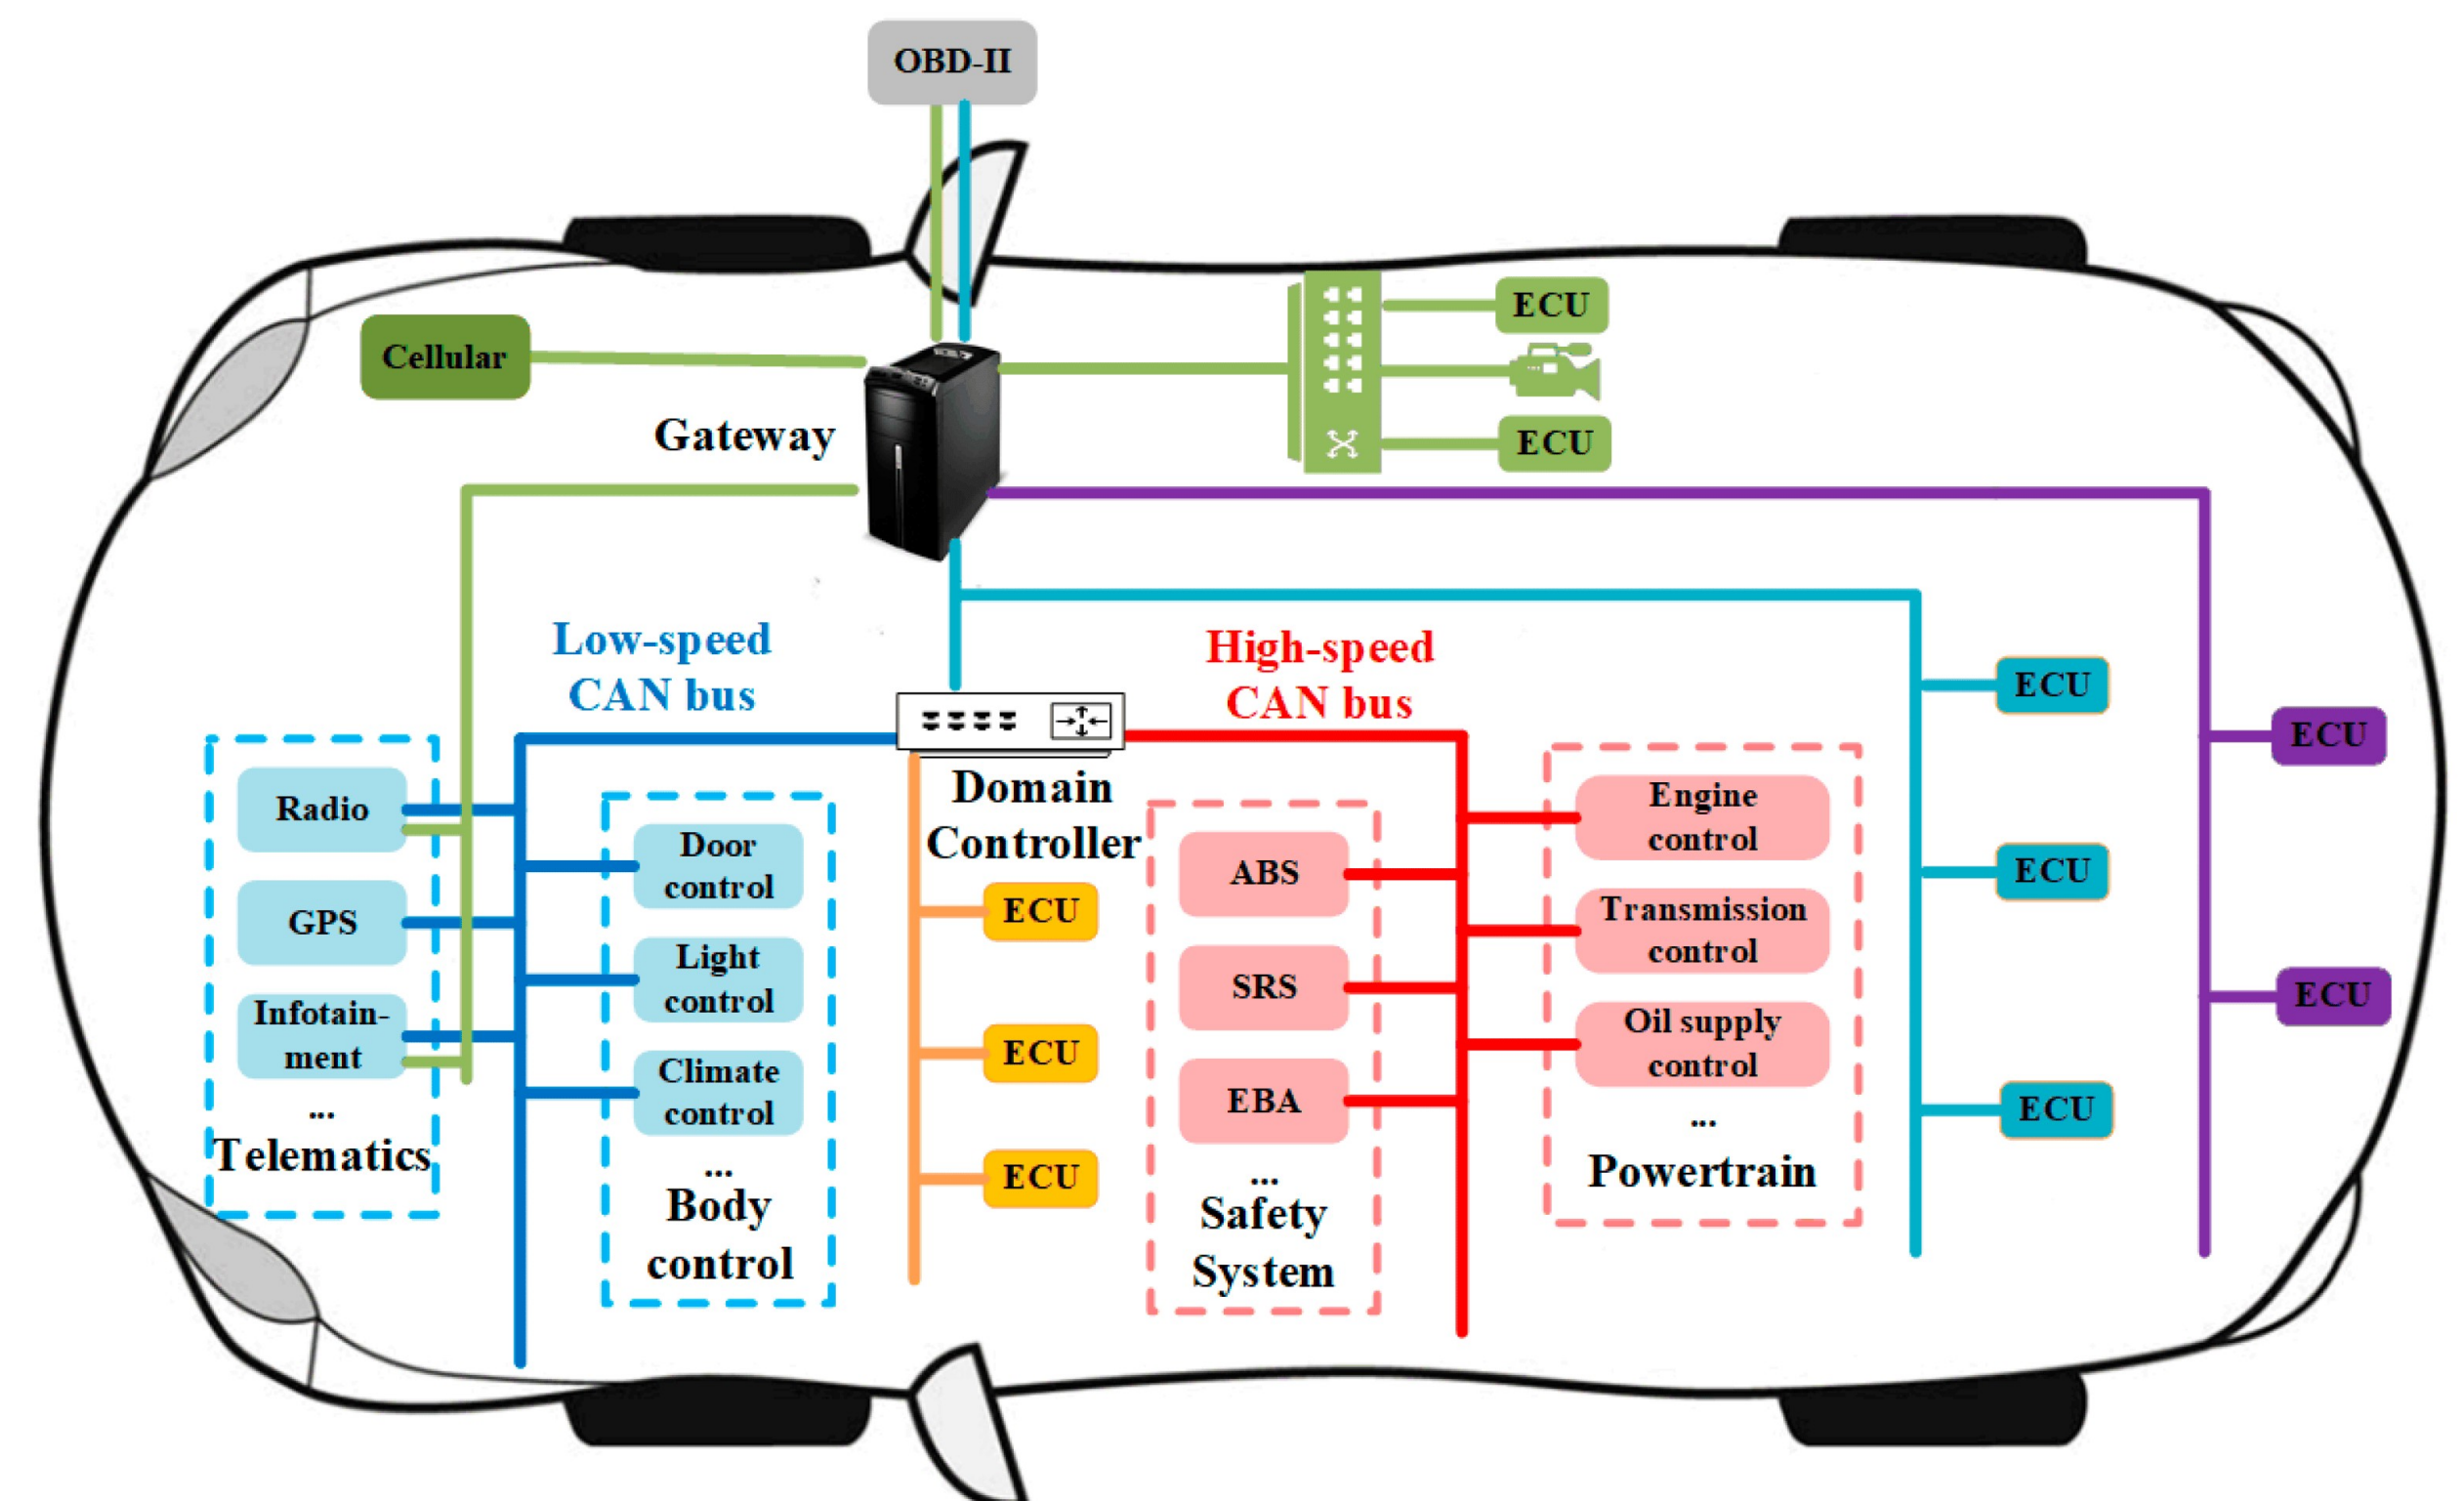 OBD-II
Cellular
Gateway
ECU
ECU
Low-speed
CAN bus
High-speed
CAN bus
Domain
Controller
Radio
GPS
Infotain-
ment
...
Telematics
Door
control
Light
control
Climate
control
...
Body
control
ECU
ECU
ECU
ABS
SRS
EBA
...
Safety
System
Engine
control
Transmission
control
Oil supply
control
...
Powertrain
ECU
ECU
ECU
ECU
ECU